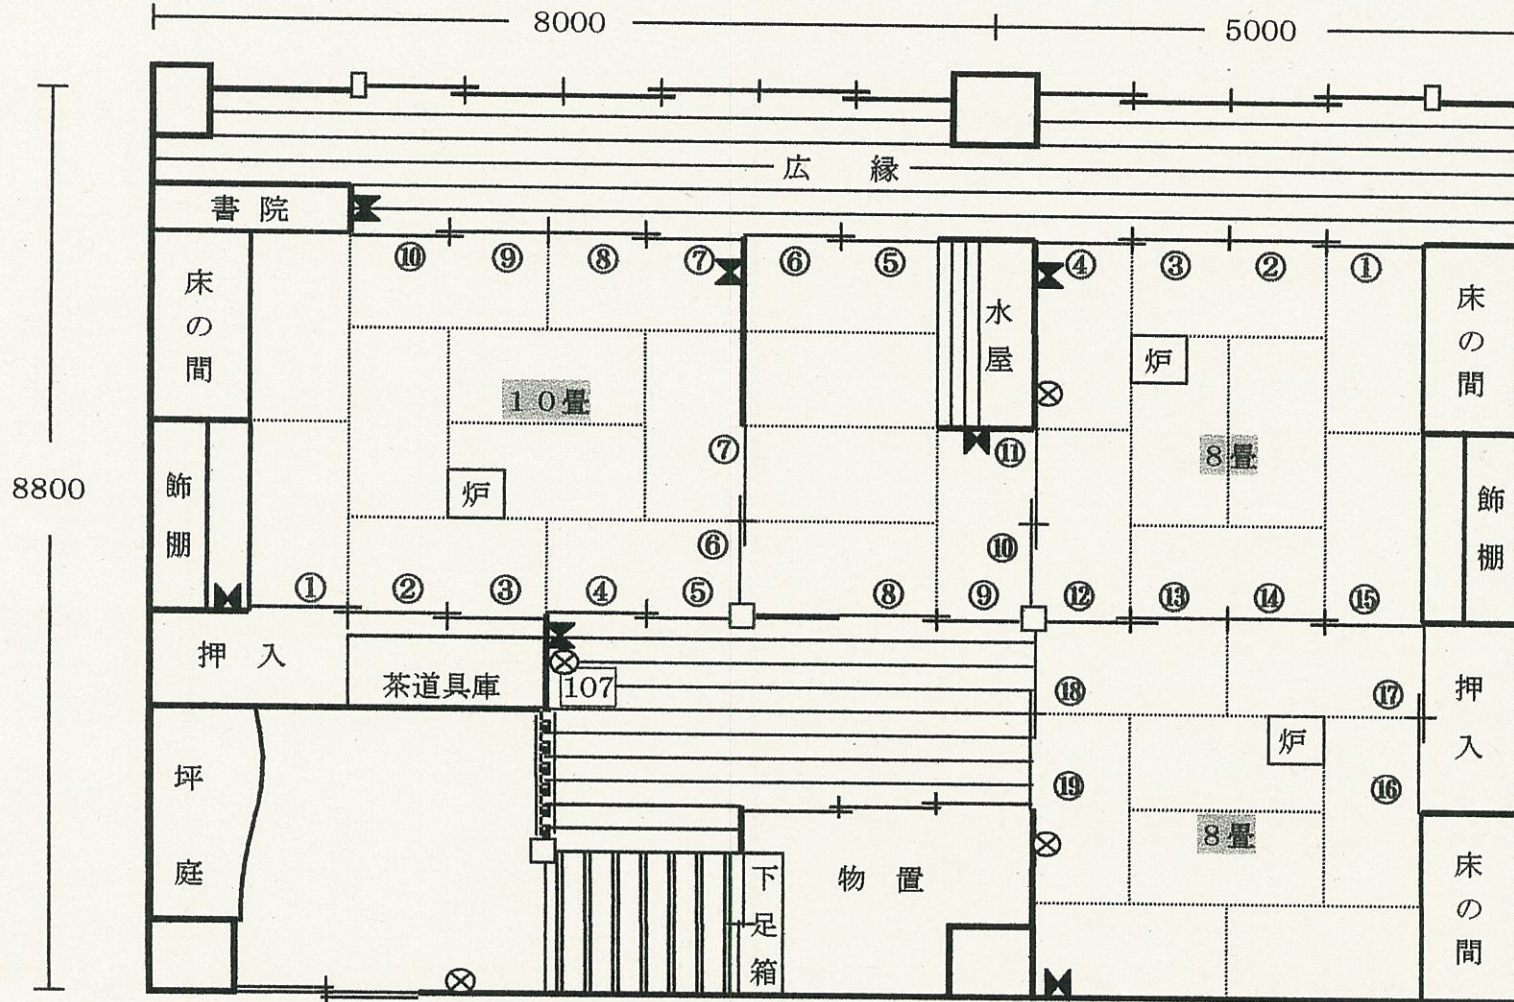 8000
5000
8800
広 縁
書 院
⑩ ⑨ ⑧ ⑦ ⑥ ⑤ ④ ③ ② ①
床の間
水屋
床の間
炉
10畳
⑦
⑪
8畳
飾棚
炉
飾棚
⑥
⑩
① ② ③ ④ ⑤ ⑧ ⑨ ⑫ ⑬ ⑭ ⑮
押 入
茶道具庫
107
⑱
⑰
押入
炉
坪庭
⑲
⑯
8畳
物 置
下足箱
床の間